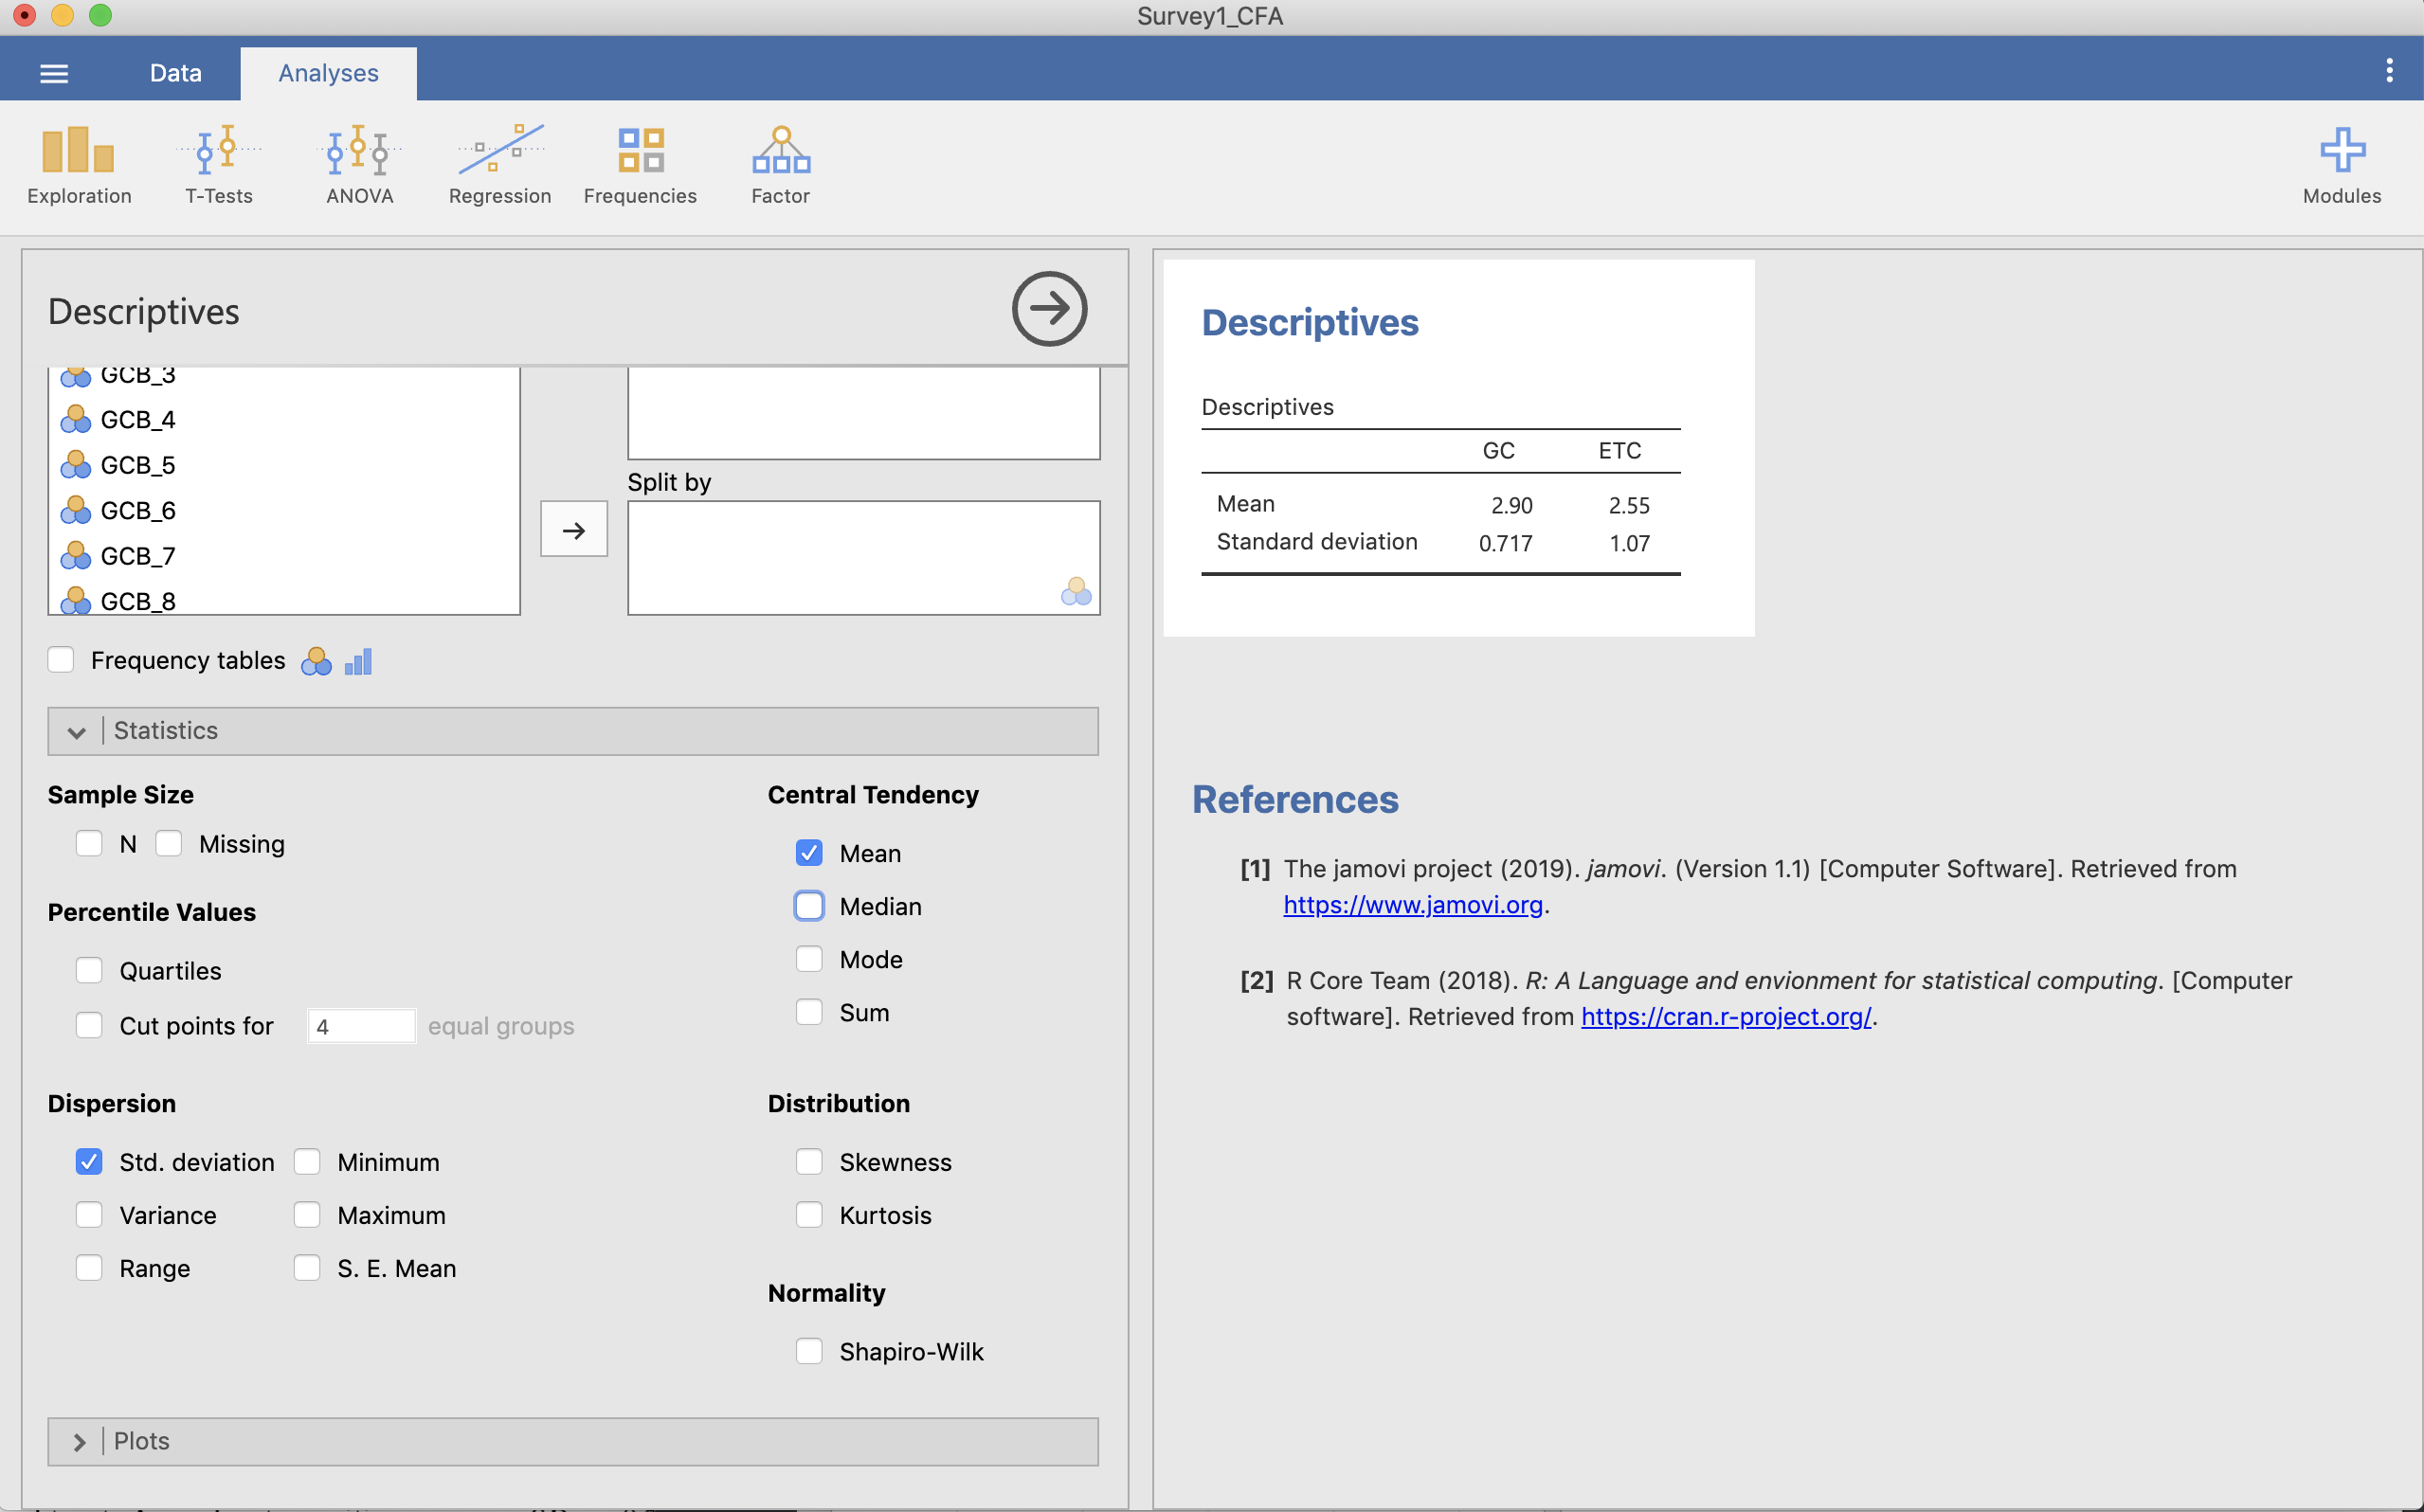 Survey1_CFA
Data
Analyses
Exploration
T-Tests
ANOVA
Regression
Frequencies
Factor
Modules
Descriptives
GCB_3
GCB_4
GCB_5
GCB_6
GCB_7
GCB_8
Split by
Frequency tables
Statistics
Sample Size
N
Missing
Percentile Values
Quartiles
Cut points for 4 equal groups
Dispersion
Std. deviation
Minimum
Variance
Maximum
Range
S. E. Mean
Central Tendency
Mean
Median
Mode
Sum
Distribution
Skewness
Kurtosis
Normality
Shapiro-Wilk
Plots
Descriptives
Descriptives
GC ETC
Mean 2.90 2.55
Standard deviation 0.717 1.07
References
[1] The jamovi project (2019). jamovi. (Version 1.1) [Computer Software]. Retrieved from
https://www.jamovi.org.
[2] R Core Team (2018). R: A Language and envionment for statistical computing. [Computer
software]. Retrieved from https://cran.r-project.org/.